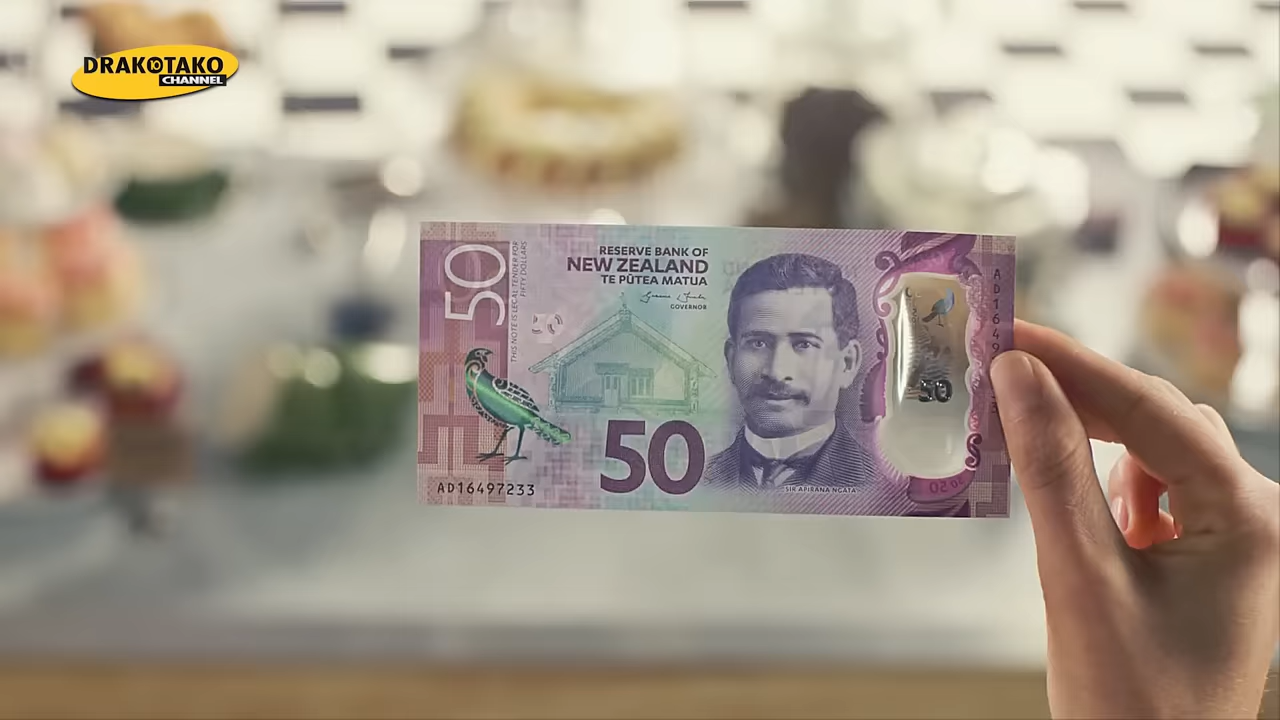 DRAKOTAKO
CHANNEL
50
THIS NOTE IS LEGAL TENDER FOR
FIFTY DOLLARS
RESERVE BANK OF
NEW ZEALAND
TE PŪTEA MATUA
GOVERNOR
50
50
SIR APIRANA NGATA
AD16497233